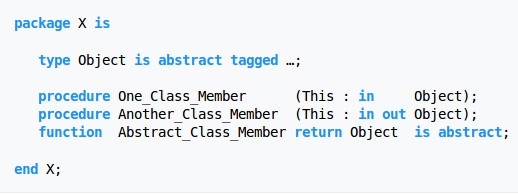 package X is
type Object is abstract tagged …;
procedure One_Class_Member (This : in Object);
procedure Another_Class_Member (This : in out Object);
function Abstract_Class_Member return Object is abstract;
end X;